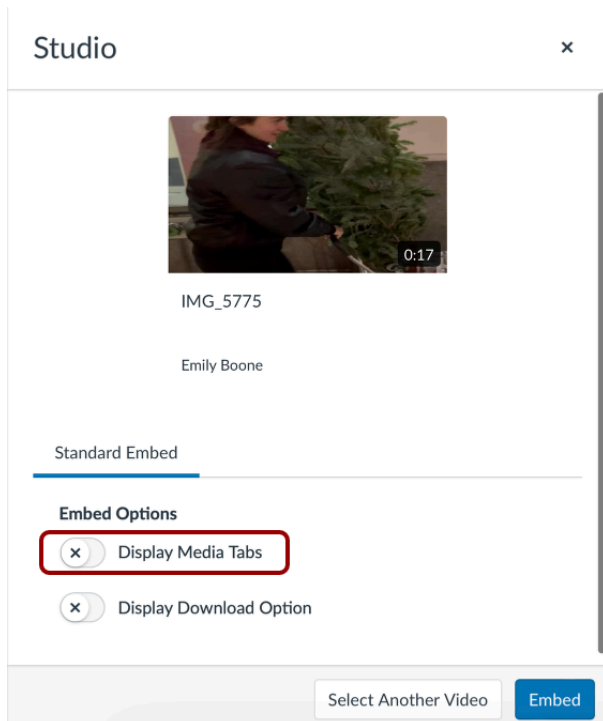 Studio
0:17
IMG_5775
Emily Boone
Standard Embed
Embed Options
Display Media Tabs
Display Download Option
Select Another Video
Embed